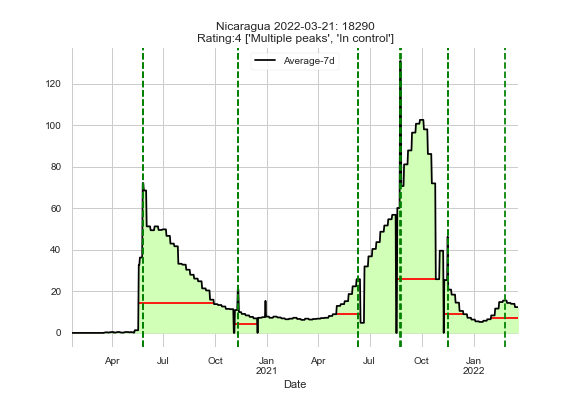 Nicaragua 2022-03-21: 18290
Rating:4 ['Multiple peaks', 'In control']
Average-7d
120
100
80
60
40
20
0
Apr Jul Oct Jan Apr Jul Oct Jan
2021 2022
Date